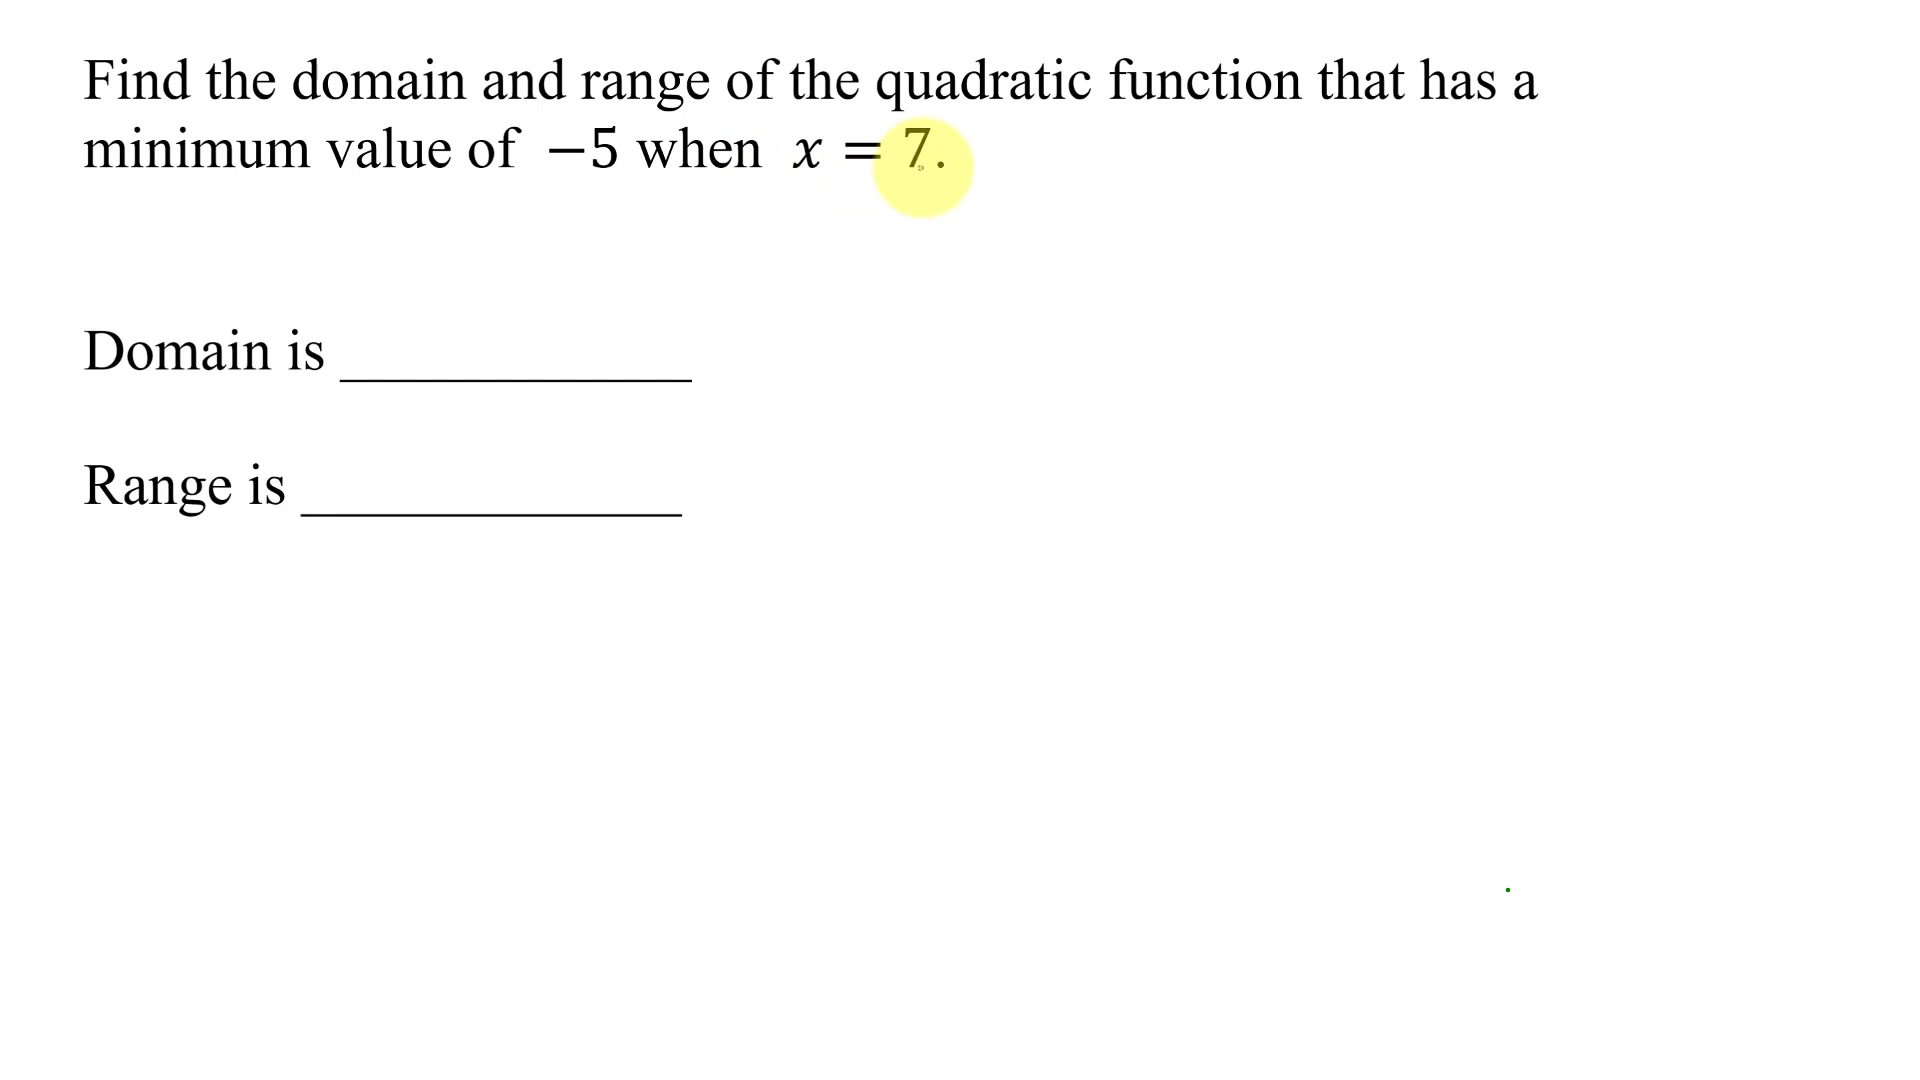 Find the domain and range of the quadratic function that has a
minimum value of −5 when x = 7.
Domain is ____________
Range is _____________